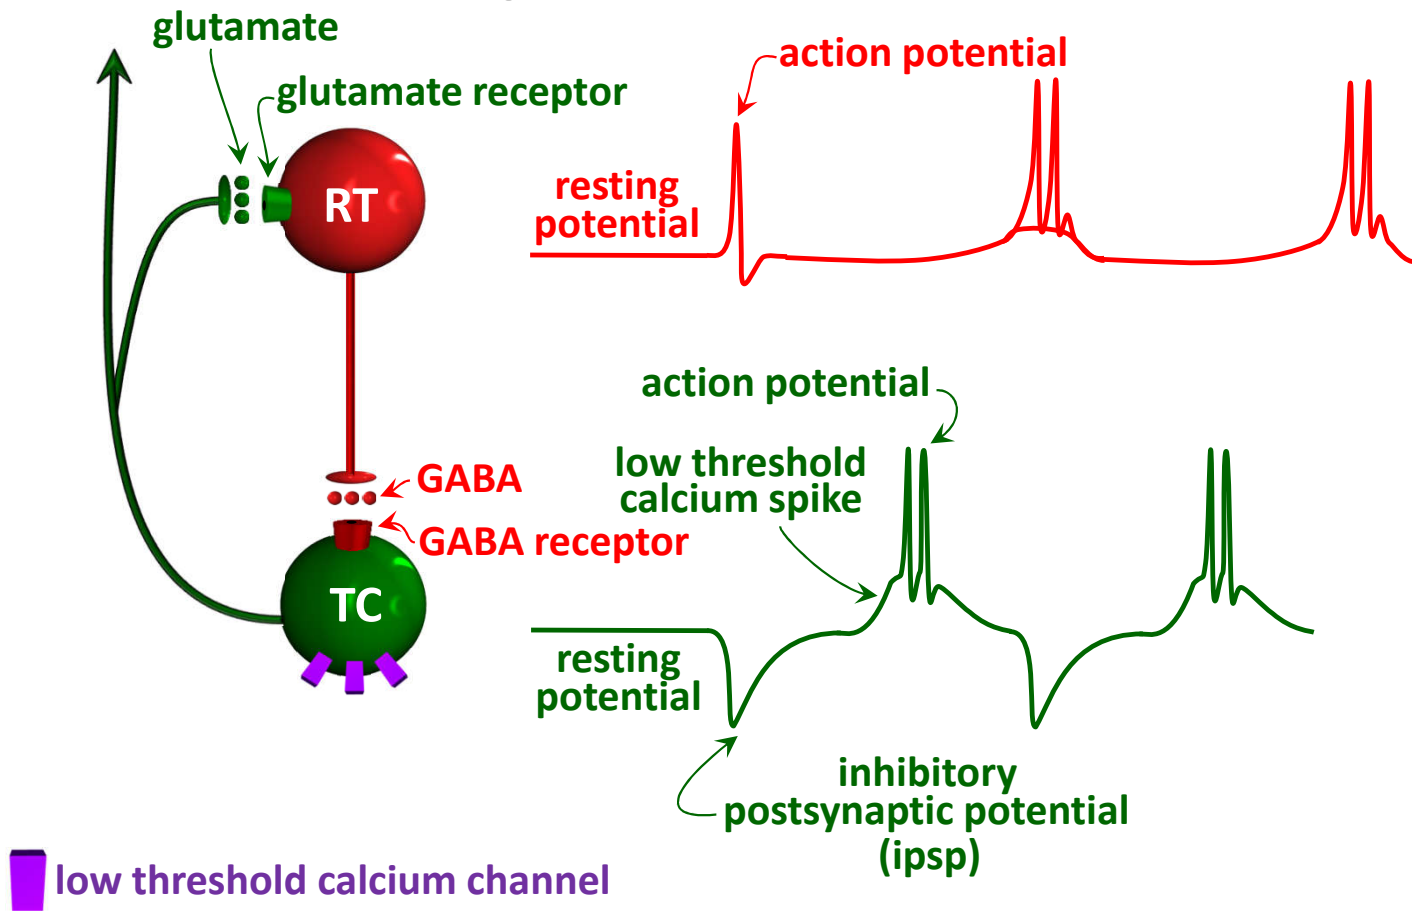 glutamate
action potential
glutamate receptor
RT
resting
potential
action potential
low threshold
calcium spike
GABA
GABA receptor
TC
resting
potential
inhibitory
postsynaptic potential
(ipsp)
low threshold calcium channel